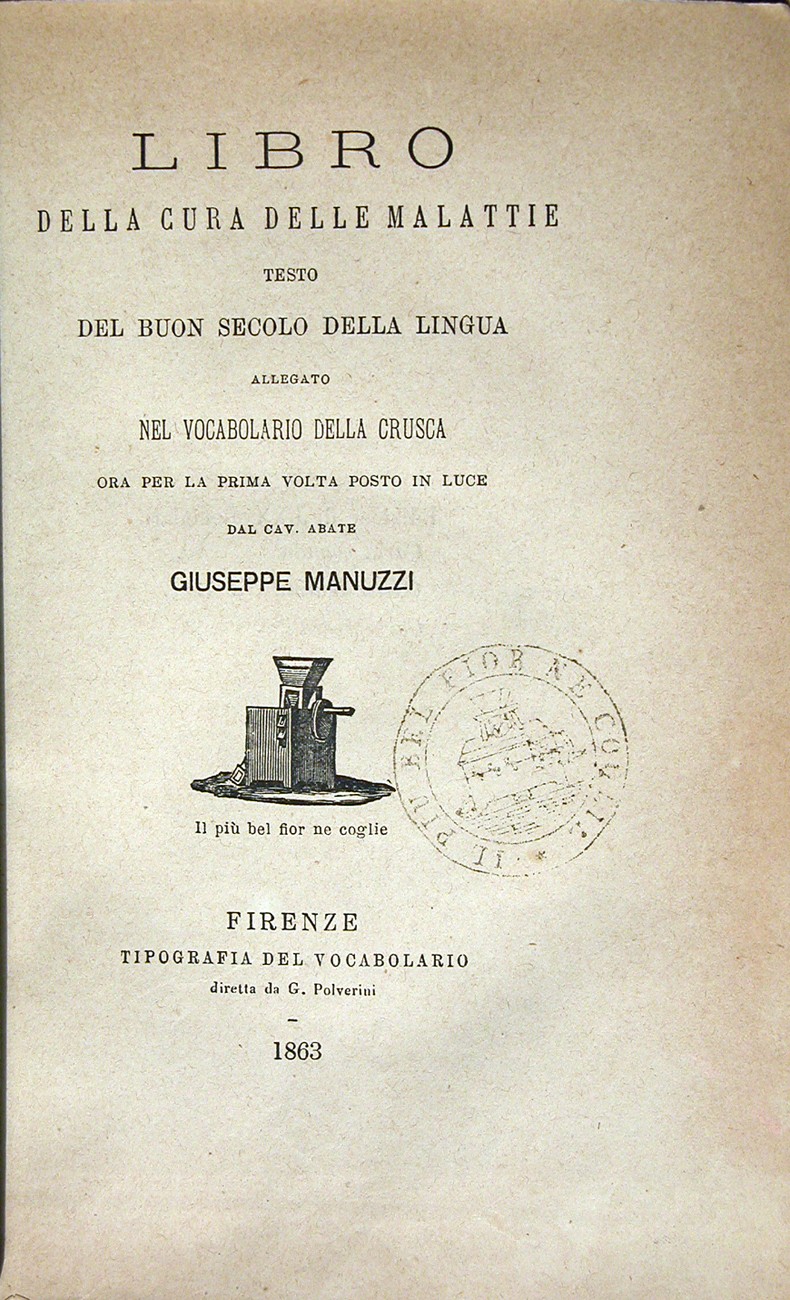 LIBRO
DELLA CURA DELLE MALATTIE
TESTO
DEL BUON SECOLO DELLA LINGUA
ALLEGATO
NEL VOCABOLARIO DELLA CRUSCA
ORA PER LA PRIMA VOLTA POSTO IN LUCE
DAL CAV. ABATE
GIUSEPPE MANUZZI
Il più bel fior ne coglie
IL PIU BEL FIOR NE COGLIE
FIRENZE
TIPOGRAFIA DEL VOCABOLARIO
diretta da G. Polverini
1863